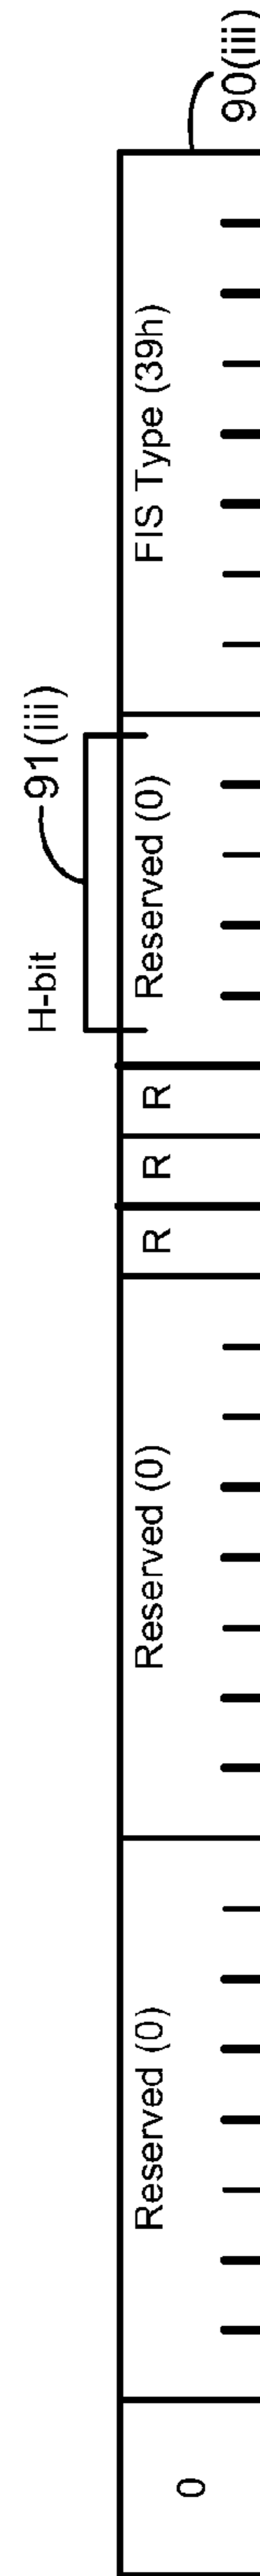 H-bit 91(iii)
0 Reserved (0) Reserved (0) R R R Reserved (0) FIS Type (39h)
90(iii)